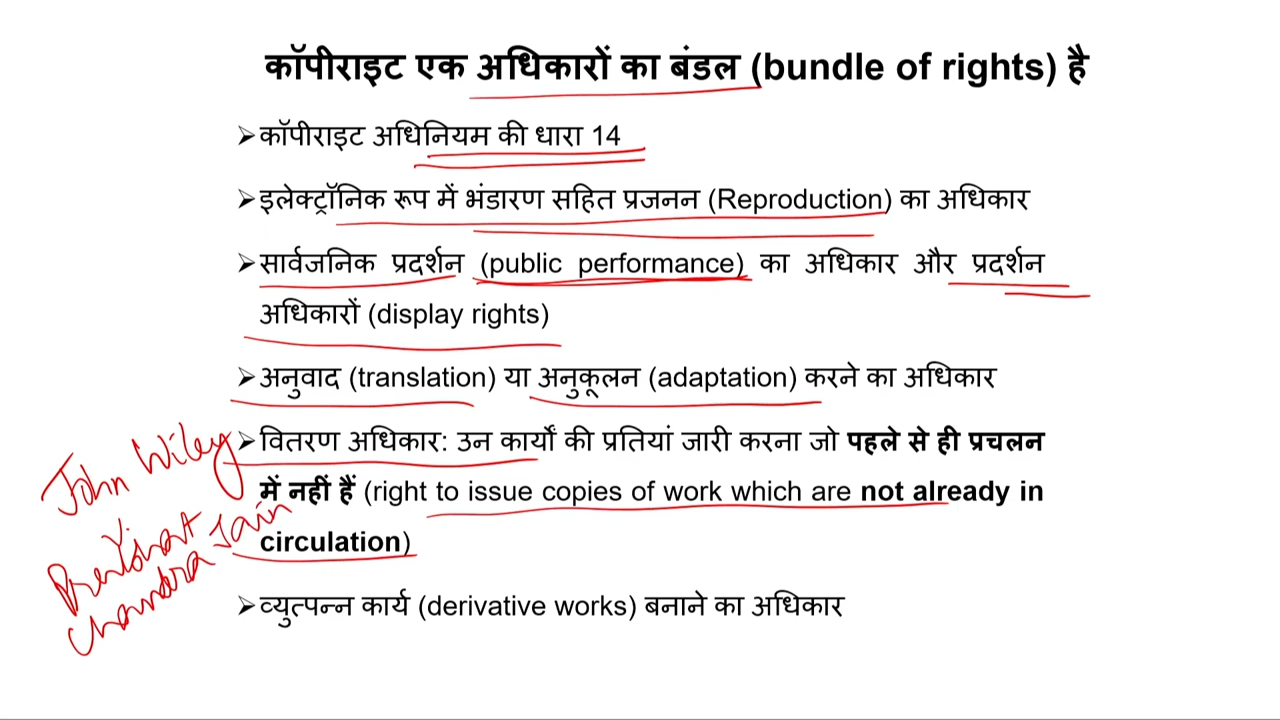 कॉपीराइट एक अधिकारों का बंडल (bundle of rights) है
➢कॉपीराइट अधिनियम की धारा 14
➢इलेक्ट्रॉनिक रूप में भंडारण सहित प्रजनन (Reproduction) का अधिकार
➢सार्वजनिक प्रदर्शन (public performance) का अधिकार और प्रदर्शन
अधिकारों (display rights)
➢अनुवाद (translation) या अनुकूलन (adaptation) करने का अधिकार
➢वितरण अधिकार: उन कार्यों की प्रतियां जारी करना जो पहले से ही प्रचलन
में नहीं हैं (right to issue copies of work which are not already in
circulation)
➢व्युत्पन्न कार्य (derivative works) बनाने का अधिकार
John Wiley
v
Chandra Jain